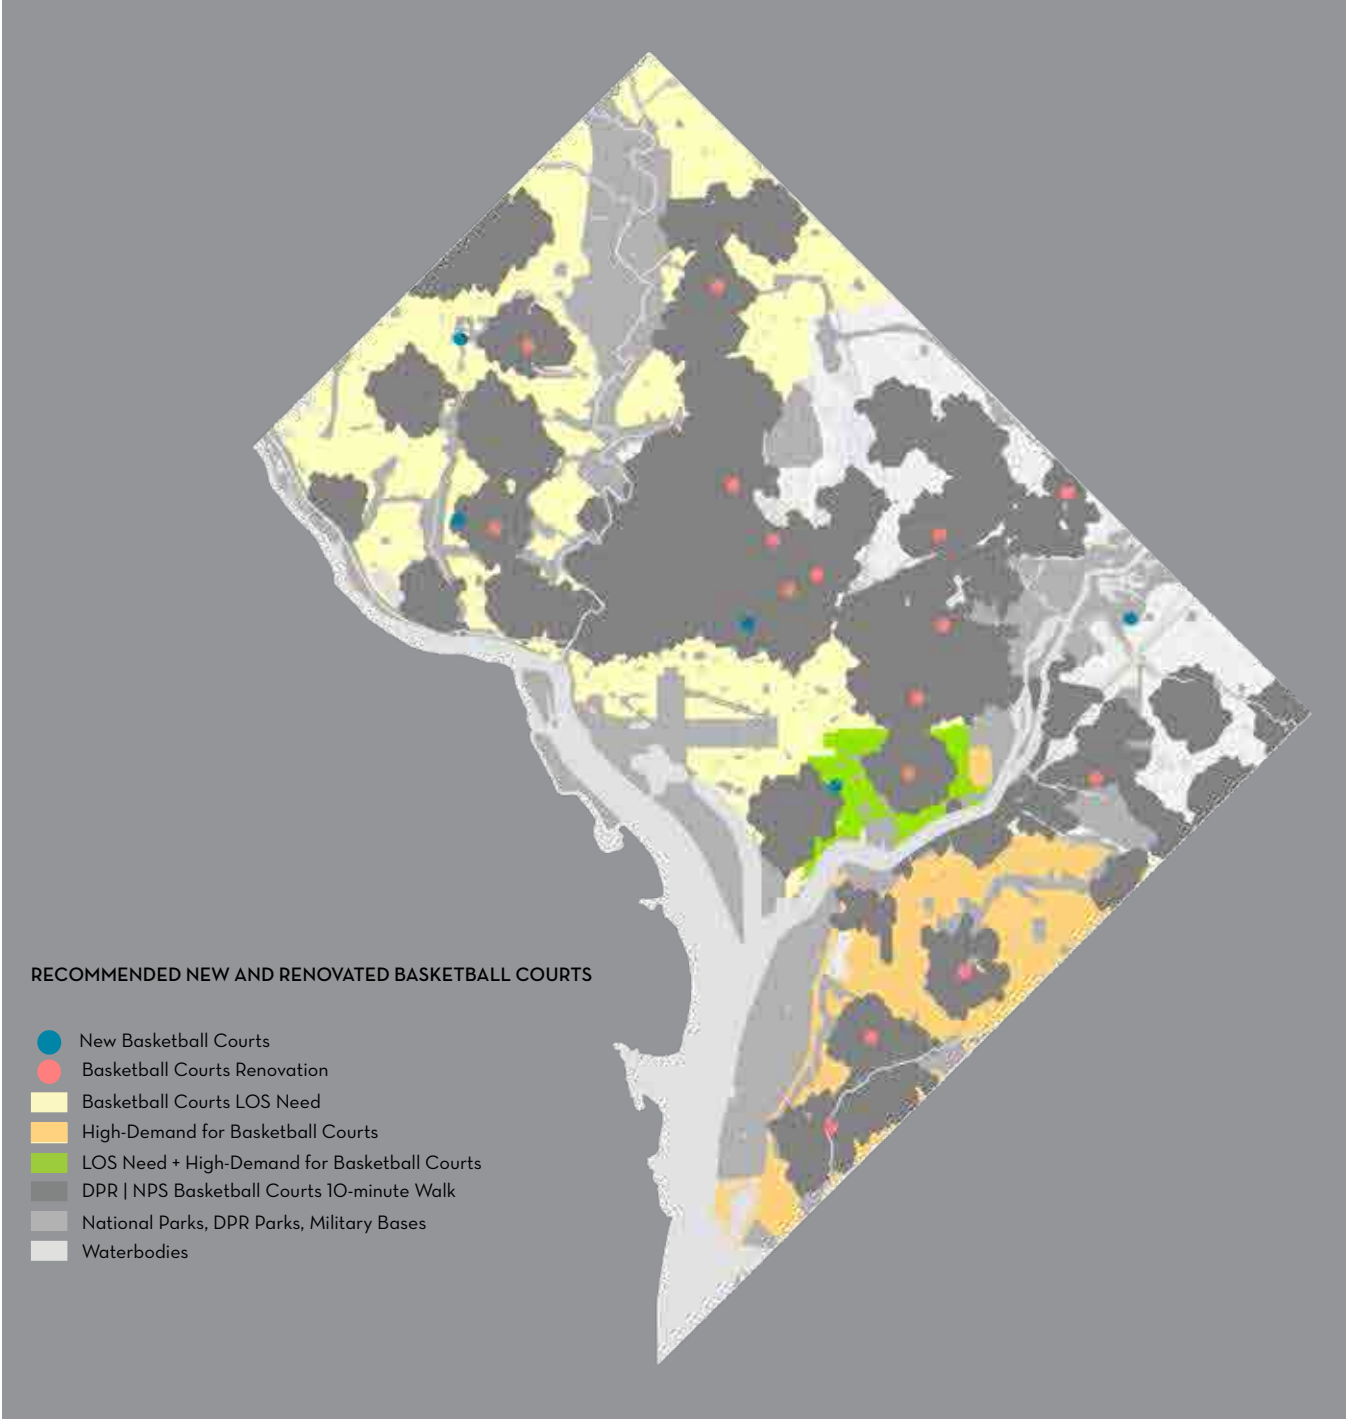 RECOMMENDED NEW AND RENOVATED BASKETBALL COURTS
New Basketball Courts
Basketball Courts Renovation
Basketball Courts LOS Need
High-Demand for Basketball Courts
LOS Need + High-Demand for Basketball Courts
DPR | NPS Basketball Courts 10-minute Walk
National Parks, DPR Parks, Military Bases
Waterbodies